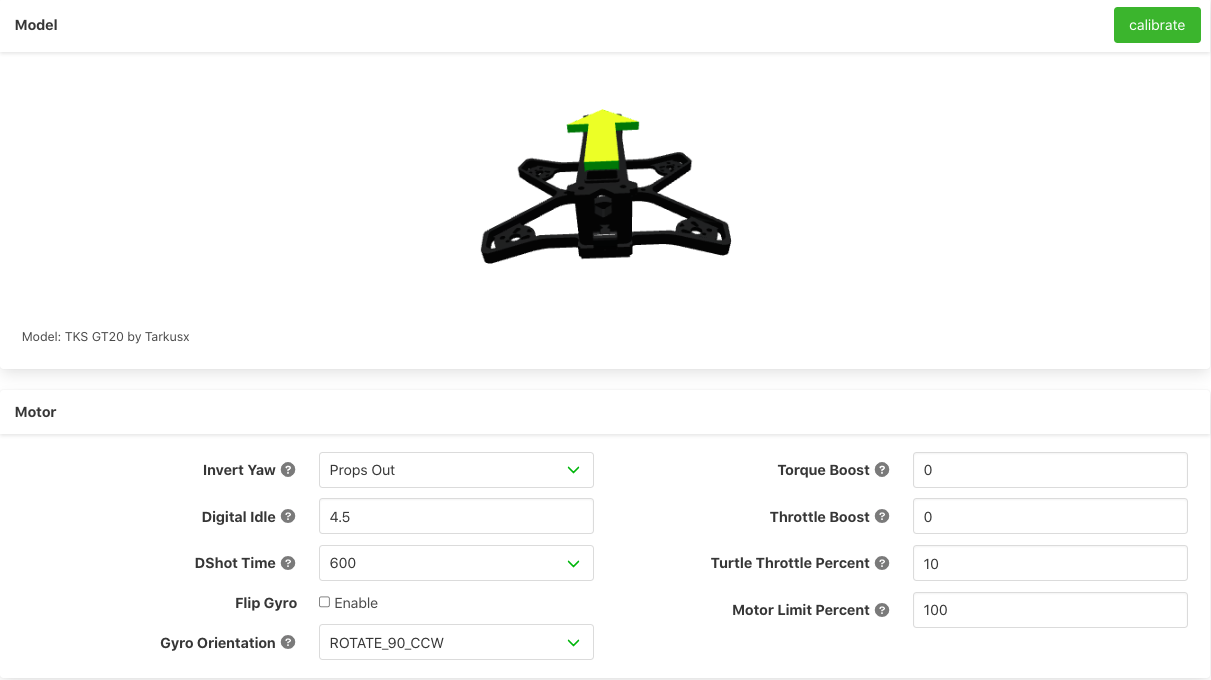 Model
calibrate
Model: TKS GT20 by Tarkusx
Motor
Invert Yaw ? Props Out
Torque Boost ? 0
Digital Idle ? 4.5
Throttle Boost ? 0
DShot Time ? 600
Turtle Throttle Percent ? 10
Flip Gyro Enable
Motor Limit Percent ? 100
Gyro Orientation ? ROTATE_90_CCW